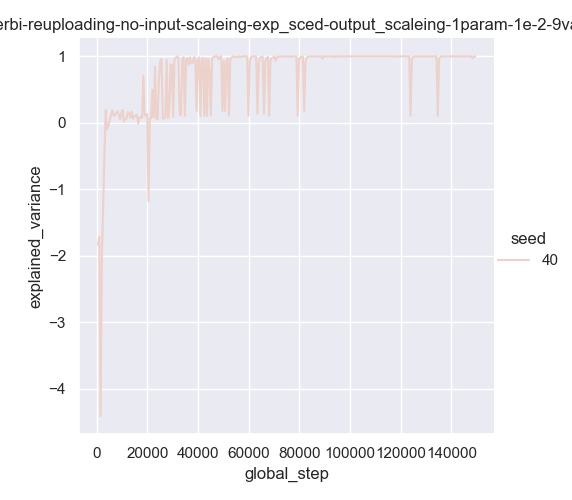 erbi-reuploading-no-input-scaleing-exp_sced-output_scaleing-1param-1e-2-9va
1
0
−1
−2
−3
−4
explained_variance
0 20000 40000 60000 80000 100000 120000 140000
global_step
seed
40